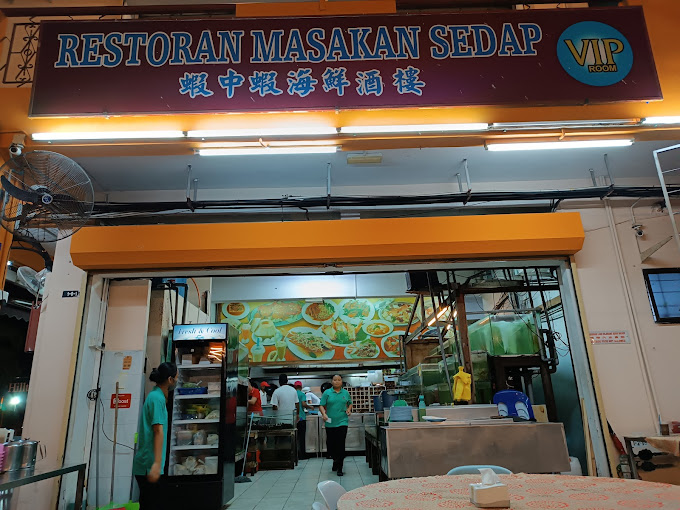 RESTORAN MASAKAN SEDAP
蝦中蝦海鮮酒樓
VIP
ROOM
Fresh & Cool